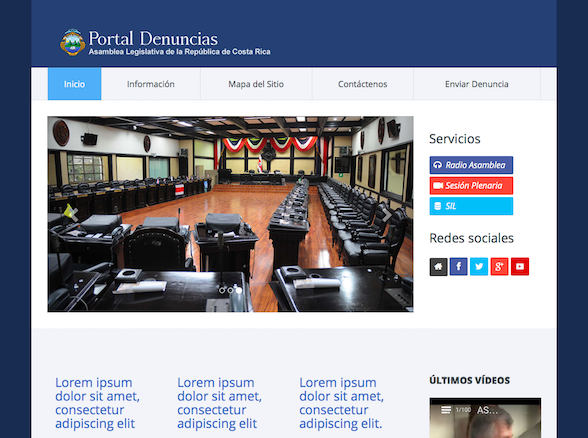 Portal Denuncias
Asamblea Legislativa de la República de Costa Rica
Inicio
Información
Mapa del Sitio
Contáctenos
Enviar Denuncia
Servicios
Radio Asamblea
Sesión Plenaria
SIL
Redes sociales
Lorem ipsum
dolor sit amet,
consectetur
adipiscing elit
Lorem ipsum
dolor sit amet,
consectetur
adipiscing elit
Lorem ipsum
dolor sit amet,
consectetur
adipiscing elit.
ÚLTIMOS VÍDEOS
1/100 AS...